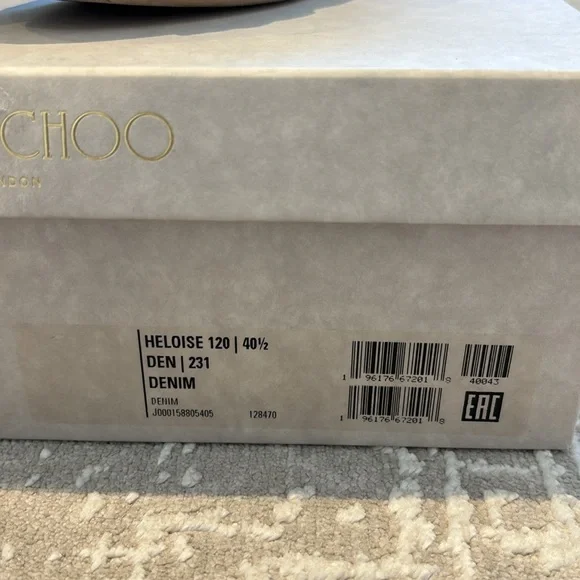 CHOO
NDON
HELOISE 120 | 40½
DEN | 231
DENIM
DENIM
J000158805405 128470
1 96176 67201 8
40043
1 96176 67201 8
EAC